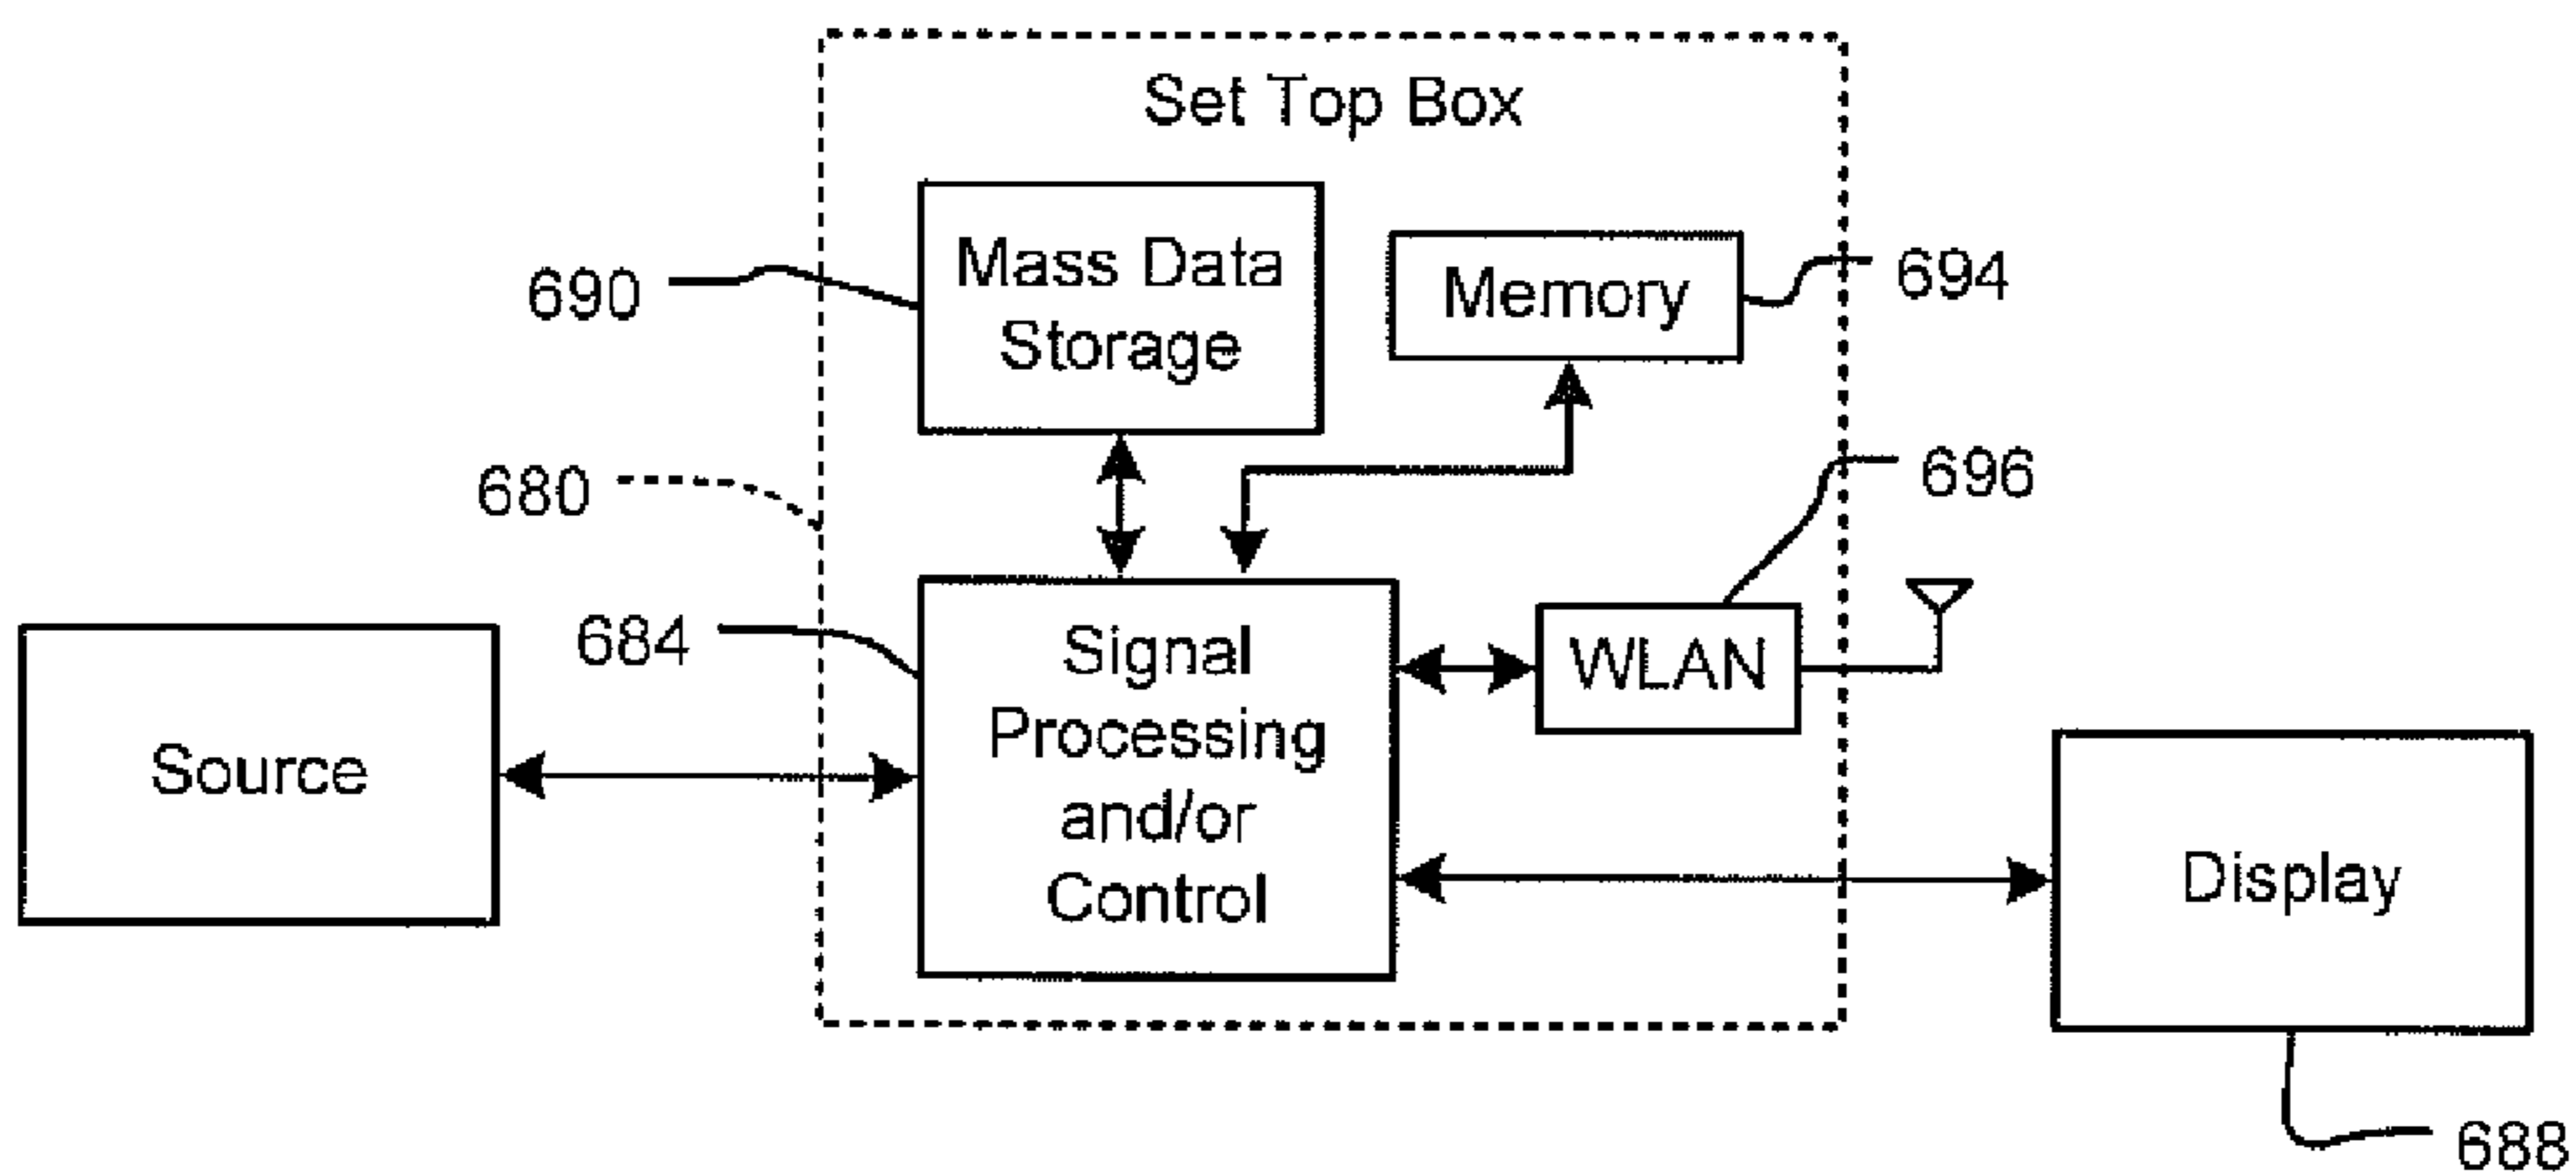 Set Top Box
Mass Data
Storage
690
Memory
694
680
696
684
Signal
Processing
and/or
Control
WLAN
Source
Display
688